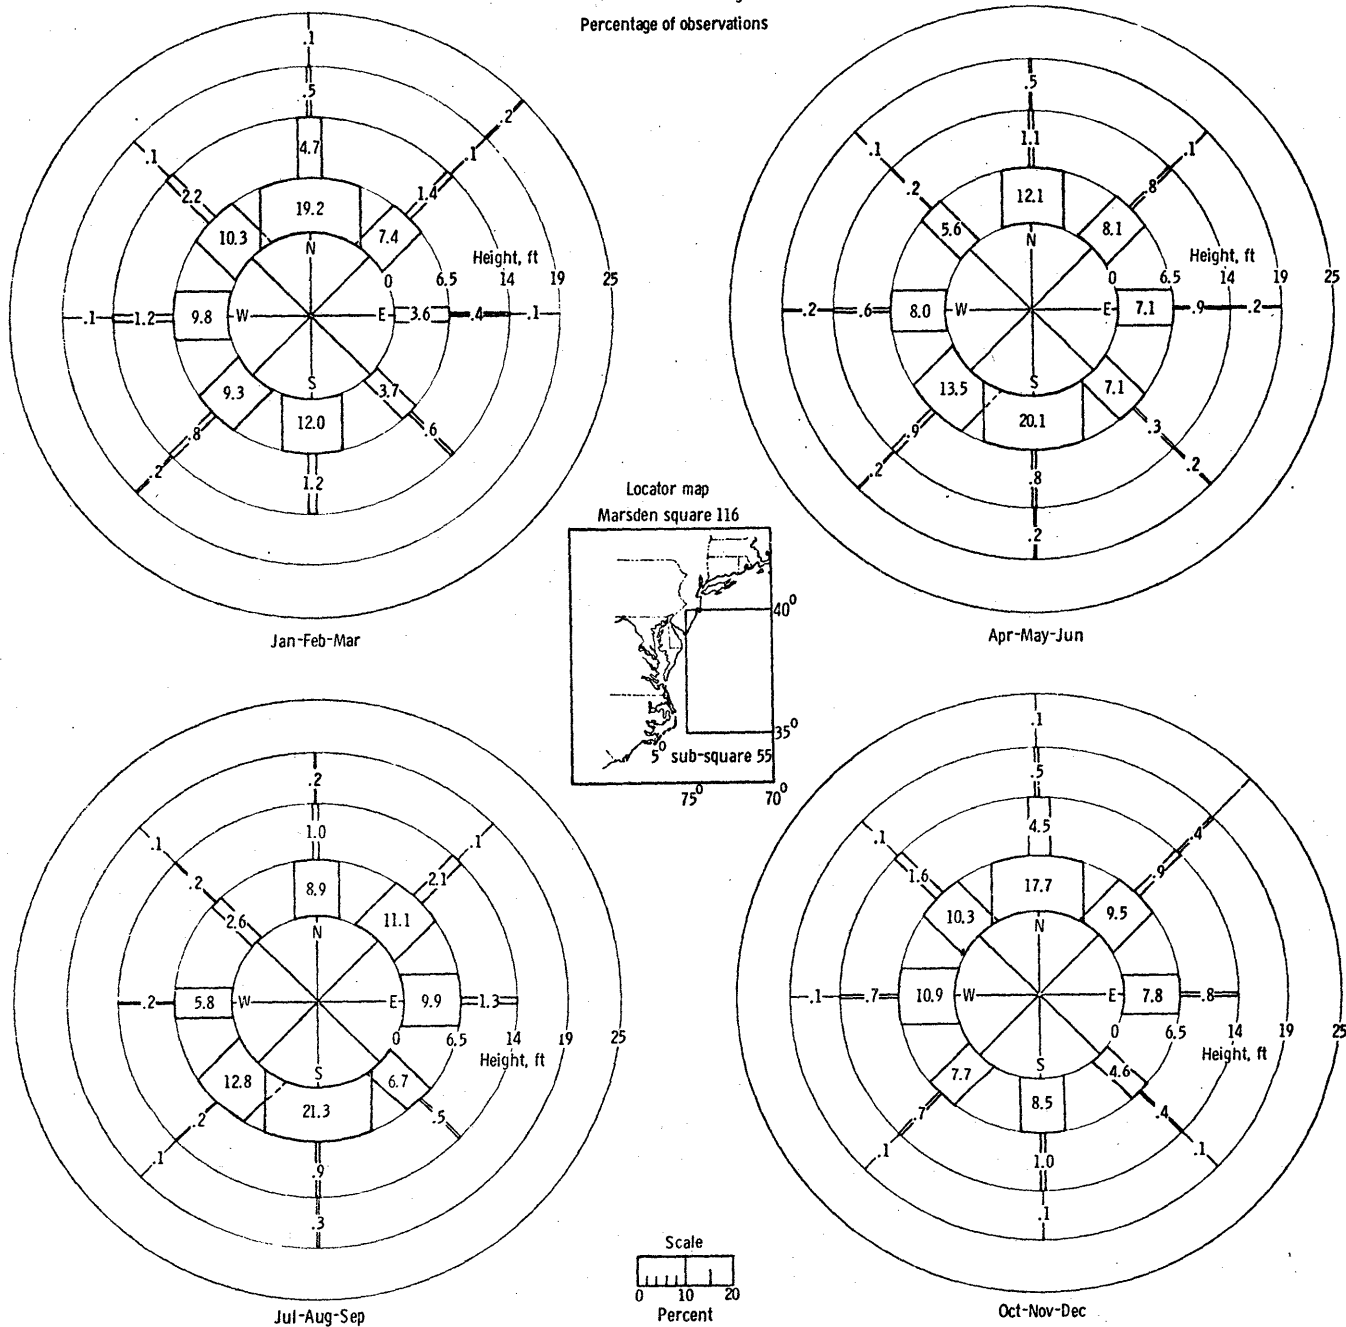 Percentage of observations
.1
.5
4.7
19.2
N
.2
.1
1.4
7.4
.1
2.2
10.3
Height, ft
0 6.5 14 19 25
.1 1.2 9.8 W
E 3.6 .4 .1
S
9.3
.8
.2
12.0
1.2
3.7
.6
Jan-Feb-Mar
.5
1.1
12.1
N
.1
.8
8.1
.1
.2
5.6
Height, ft
0 6.5 14 19 25
.2 .6 8.0 W
E 7.1 .9 .2
S
13.5
.9
.2
20.1
.8
.2
7.1
.3
.2
Apr-May-Jun
Locator map
Marsden square 116
40°
35°
5° sub-square 55
75° 70°
.2
1.0
8.9
N
.1
2.1
11.1
.1
.2
2.6
.2 5.8 W
E 9.9 1.3
0 6.5 14 19 25
Height, ft
S
12.8
.2
.1
21.3
.9
.3
6.7
.5
Jul-Aug-Sep
.1
.5
4.5
17.7
N
.4
.9
9.5
.1
1.6
10.3
.1 .7 10.9 W
E 7.8 .8
0 6.5 14 19 25
Height, ft
S
7.7
.7
.1
8.5
1.0
.1
4.6
.4
.1
Oct-Nov-Dec
Scale
0 10 20
Percent